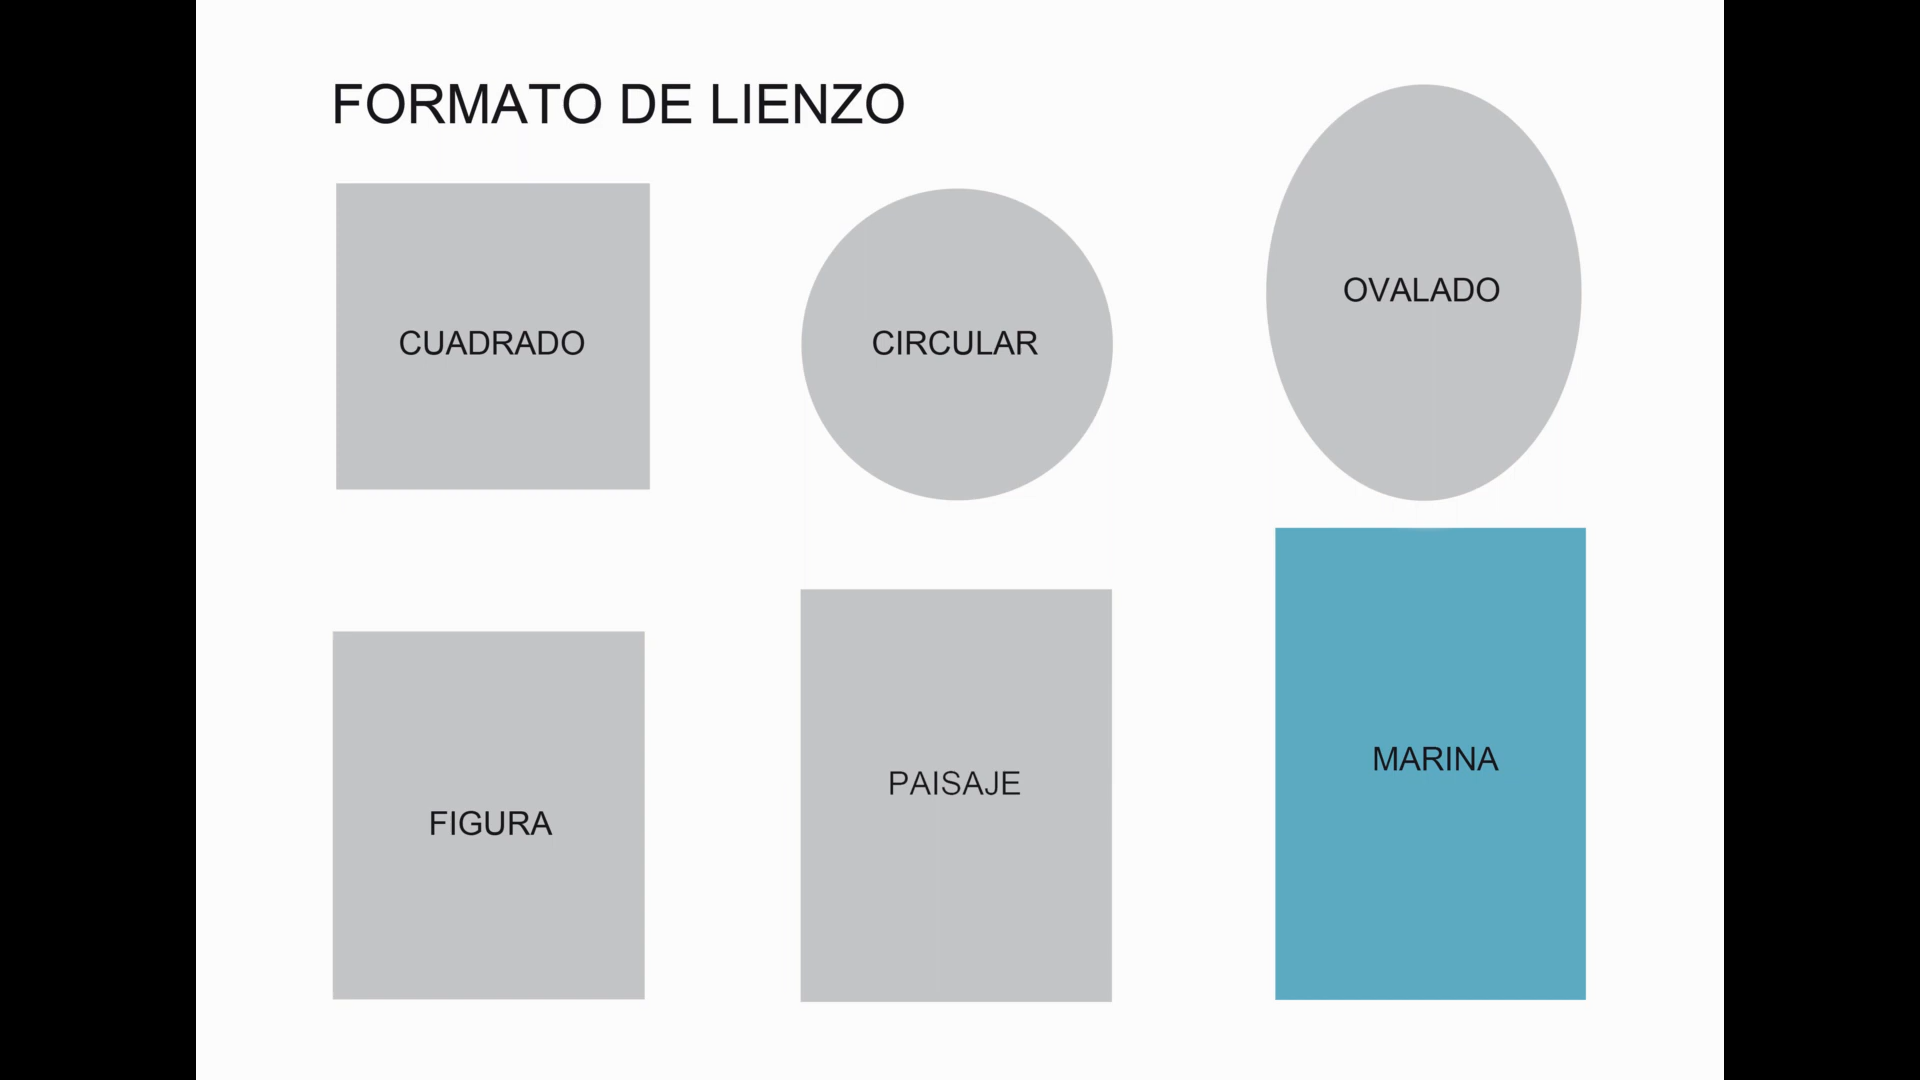 FORMATO DE LIENZO
CUADRADO
CIRCULAR
OVALADO
FIGURA
PAISAJE
MARINA